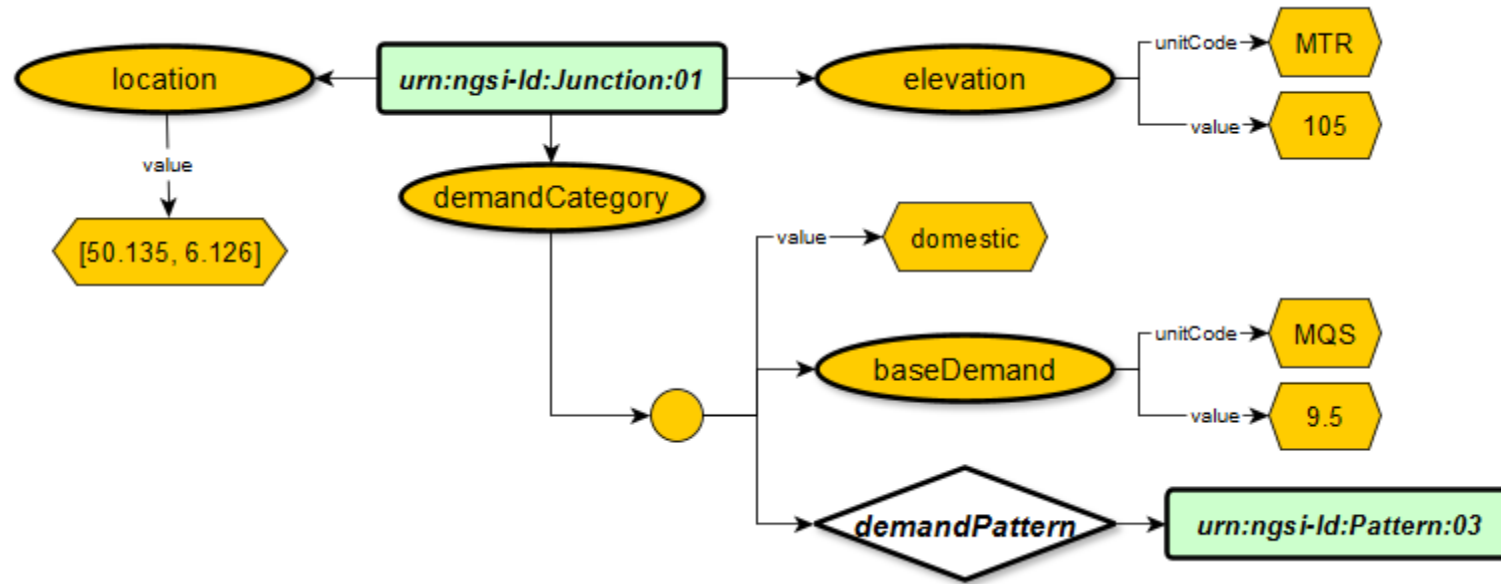 location
urn:ngsi-ld:Junction:01
elevation
unitCode
MTR
value
105
value
[50.135, 6.126]
demandCategory
value
domestic
baseDemand
unitCode
MQS
value
9.5
demandPattern
urn:ngsi-ld:Pattern:03